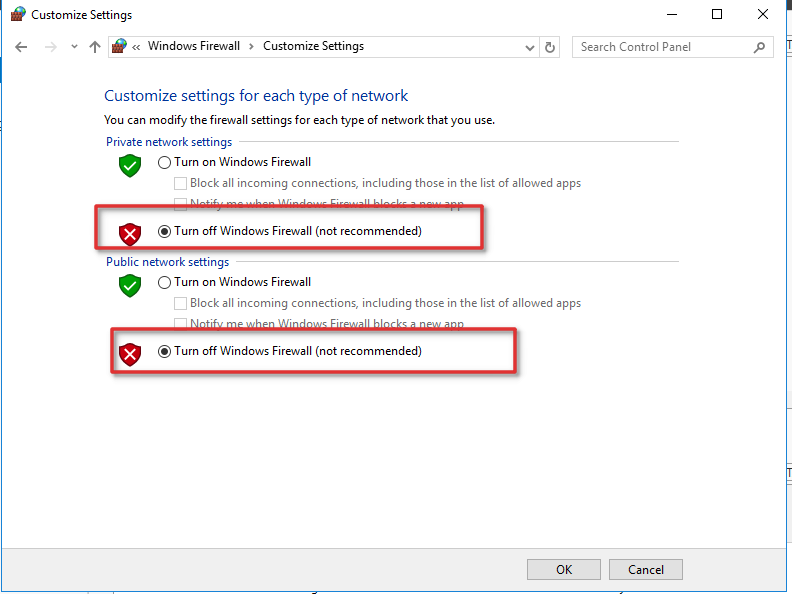 Customize Settings
« Windows Firewall > Customize Settings
Search Control Panel
Customize settings for each type of network
You can modify the firewall settings for each type of network that you use.
Private network settings
Turn on Windows Firewall
Block all incoming connections, including those in the list of allowed apps
Notify me when Windows Firewall blocks a new app
Turn off Windows Firewall (not recommended)
Public network settings
Turn on Windows Firewall
Block all incoming connections, including those in the list of allowed apps
Notify me when Windows Firewall blocks a new app
Turn off Windows Firewall (not recommended)
OK
Cancel